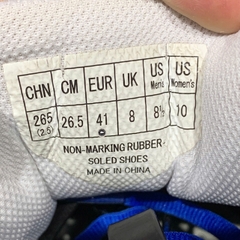 CHN CM EUR UK US Men's US Women's
265 (2.5) 26.5 41 8 8½ 10
NON-MARKING RUBBER-
SOLED SHOES
MADE IN CHINA